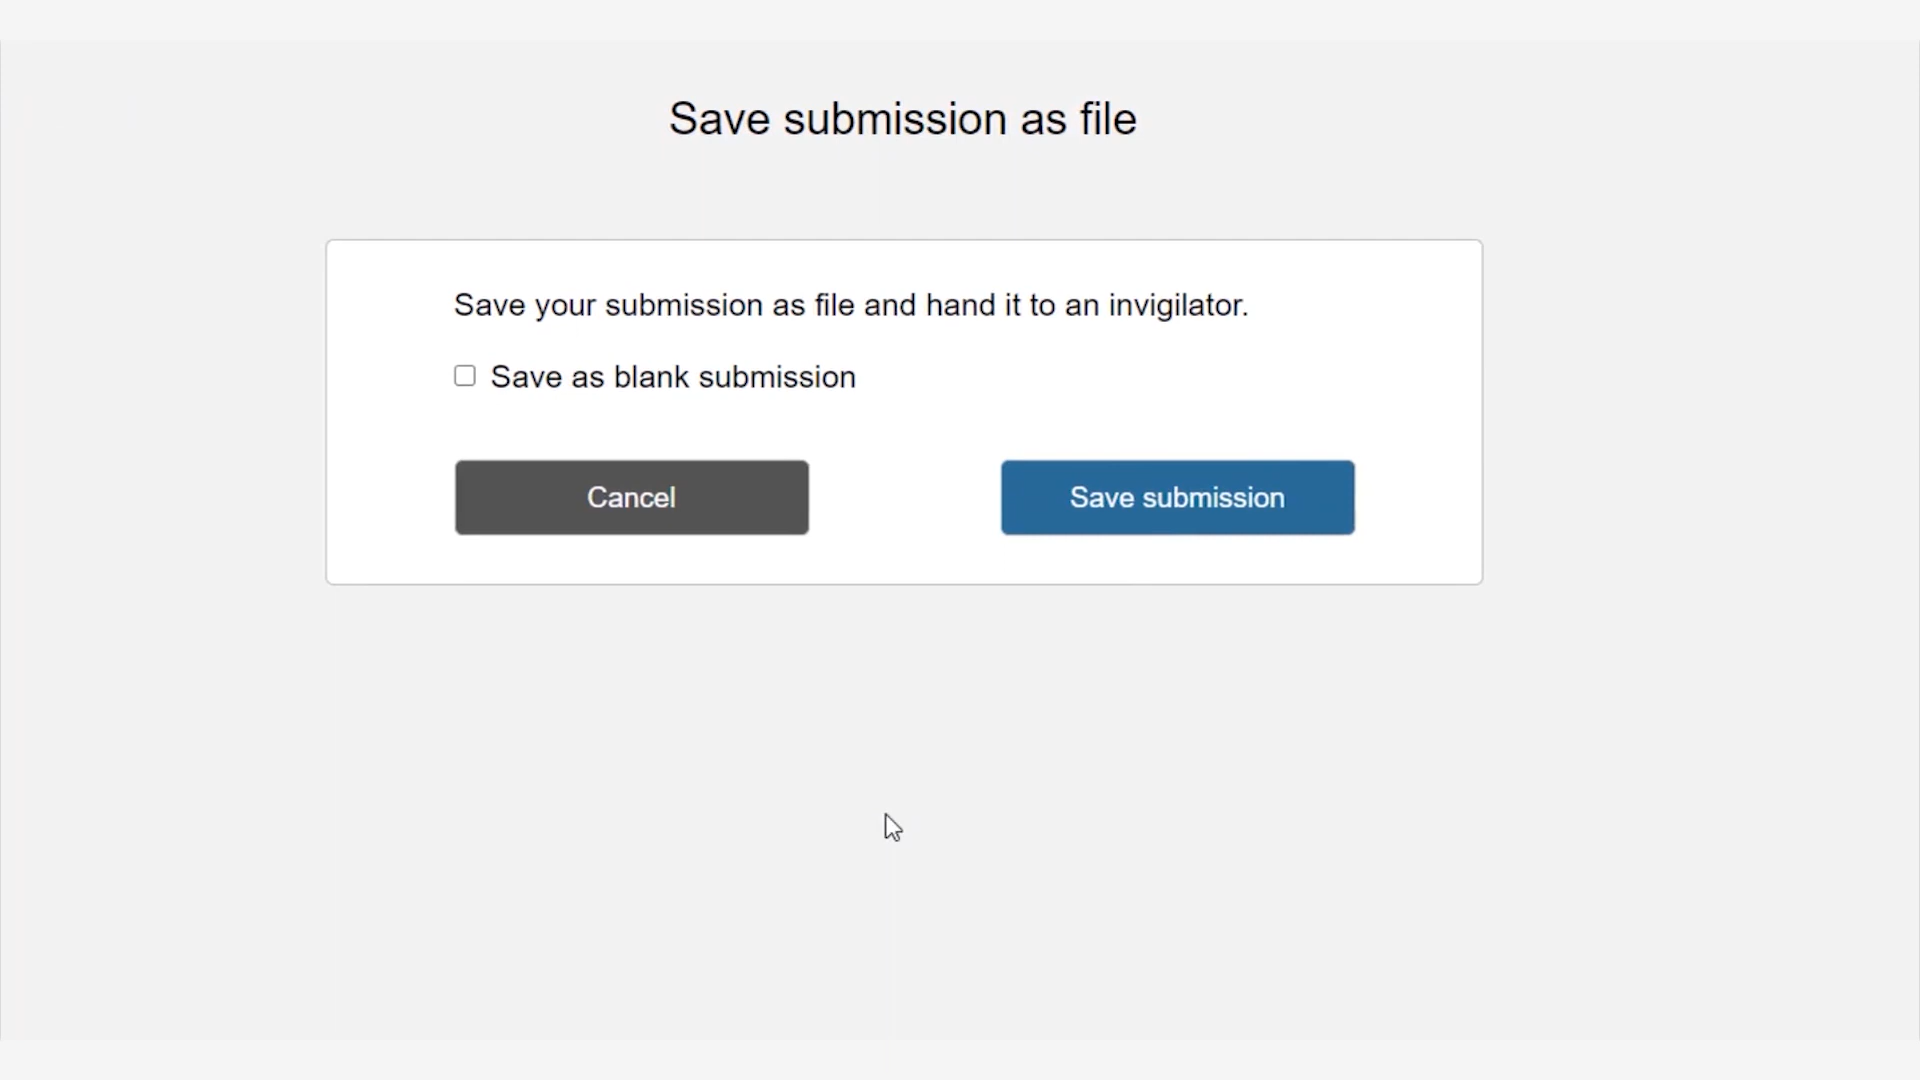 Save submission as file
Save your submission as file and hand it to an invigilator.
Save as blank submission
Cancel
Save submission